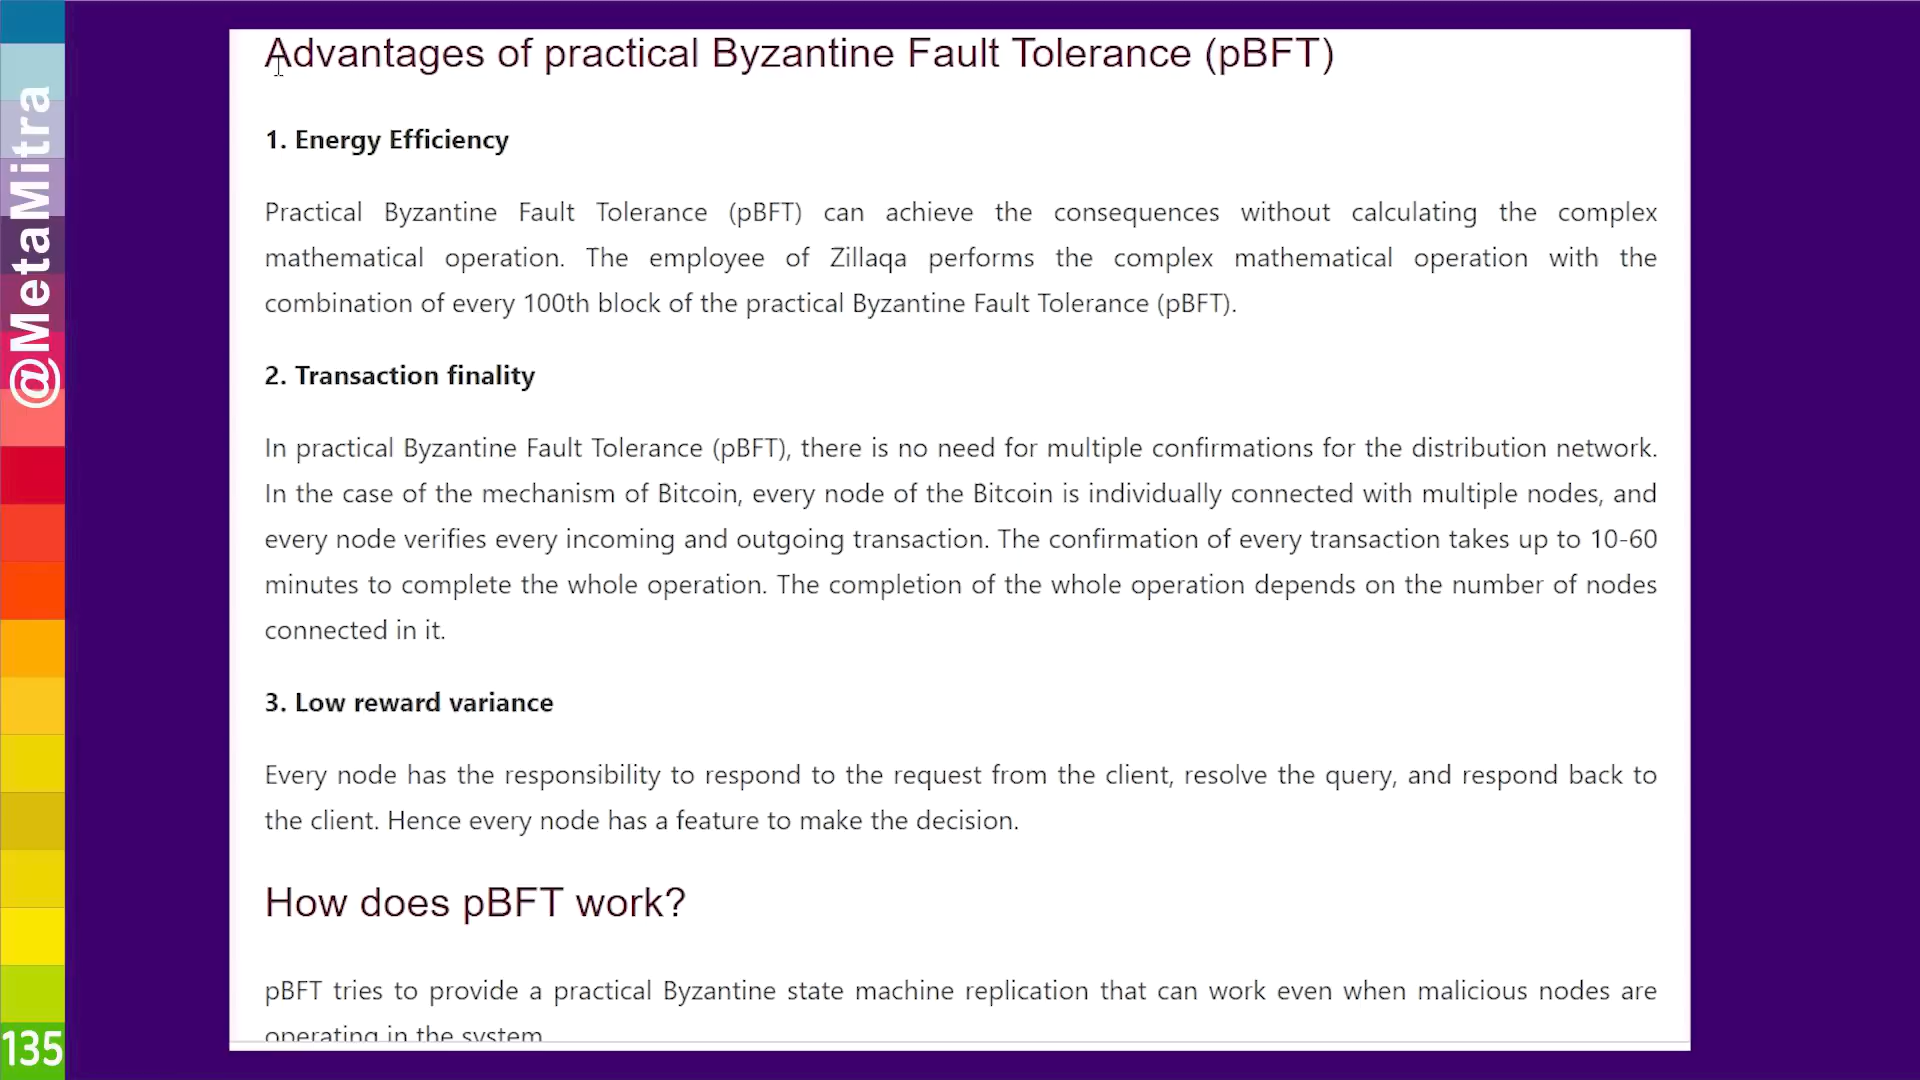 @MetaMitra
135
Advantages of practical Byzantine Fault Tolerance (pBFT)
1. Energy Efficiency
Practical Byzantine Fault Tolerance (pBFT) can achieve the consequences without calculating the complex
mathematical operation. The employee of Zillaqa performs the complex mathematical operation with the
combination of every 100th block of the practical Byzantine Fault Tolerance (pBFT).
2. Transaction finality
In practical Byzantine Fault Tolerance (pBFT), there is no need for multiple confirmations for the distribution network.
In the case of the mechanism of Bitcoin, every node of the Bitcoin is individually connected with multiple nodes, and
every node verifies every incoming and outgoing transaction. The confirmation of every transaction takes up to 10-60
minutes to complete the whole operation. The completion of the whole operation depends on the number of nodes
connected in it.
3. Low reward variance
Every node has the responsibility to respond to the request from the client, resolve the query, and respond back to
the client. Hence every node has a feature to make the decision.
How does pBFT work?
pBFT tries to provide a practical Byzantine state machine replication that can work even when malicious nodes are
operating in the system